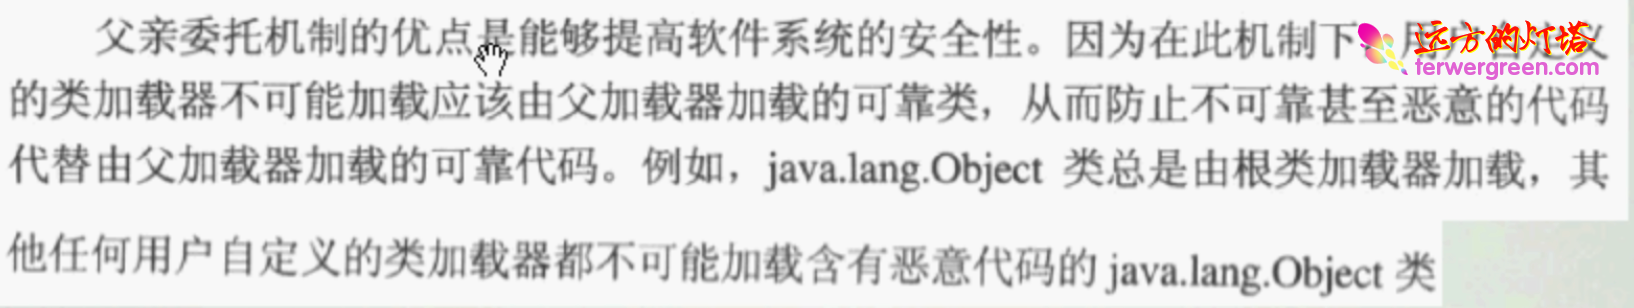 父亲委托机制的优点是能够提高软件系统的安全性。因为在此机制下，用户自定义
远方的灯塔
ferwergreen.com
的类加载器不可能加载应该由父加载器加载的可靠类，从而防止不可靠甚至恶意的代码
代替由父加载器加载的可靠代码。例如，java.lang.Object 类总是由根类加载器加载，其
他任何用户自定义的类加载器都不可能加载含有恶意代码的 java.lang.Object 类